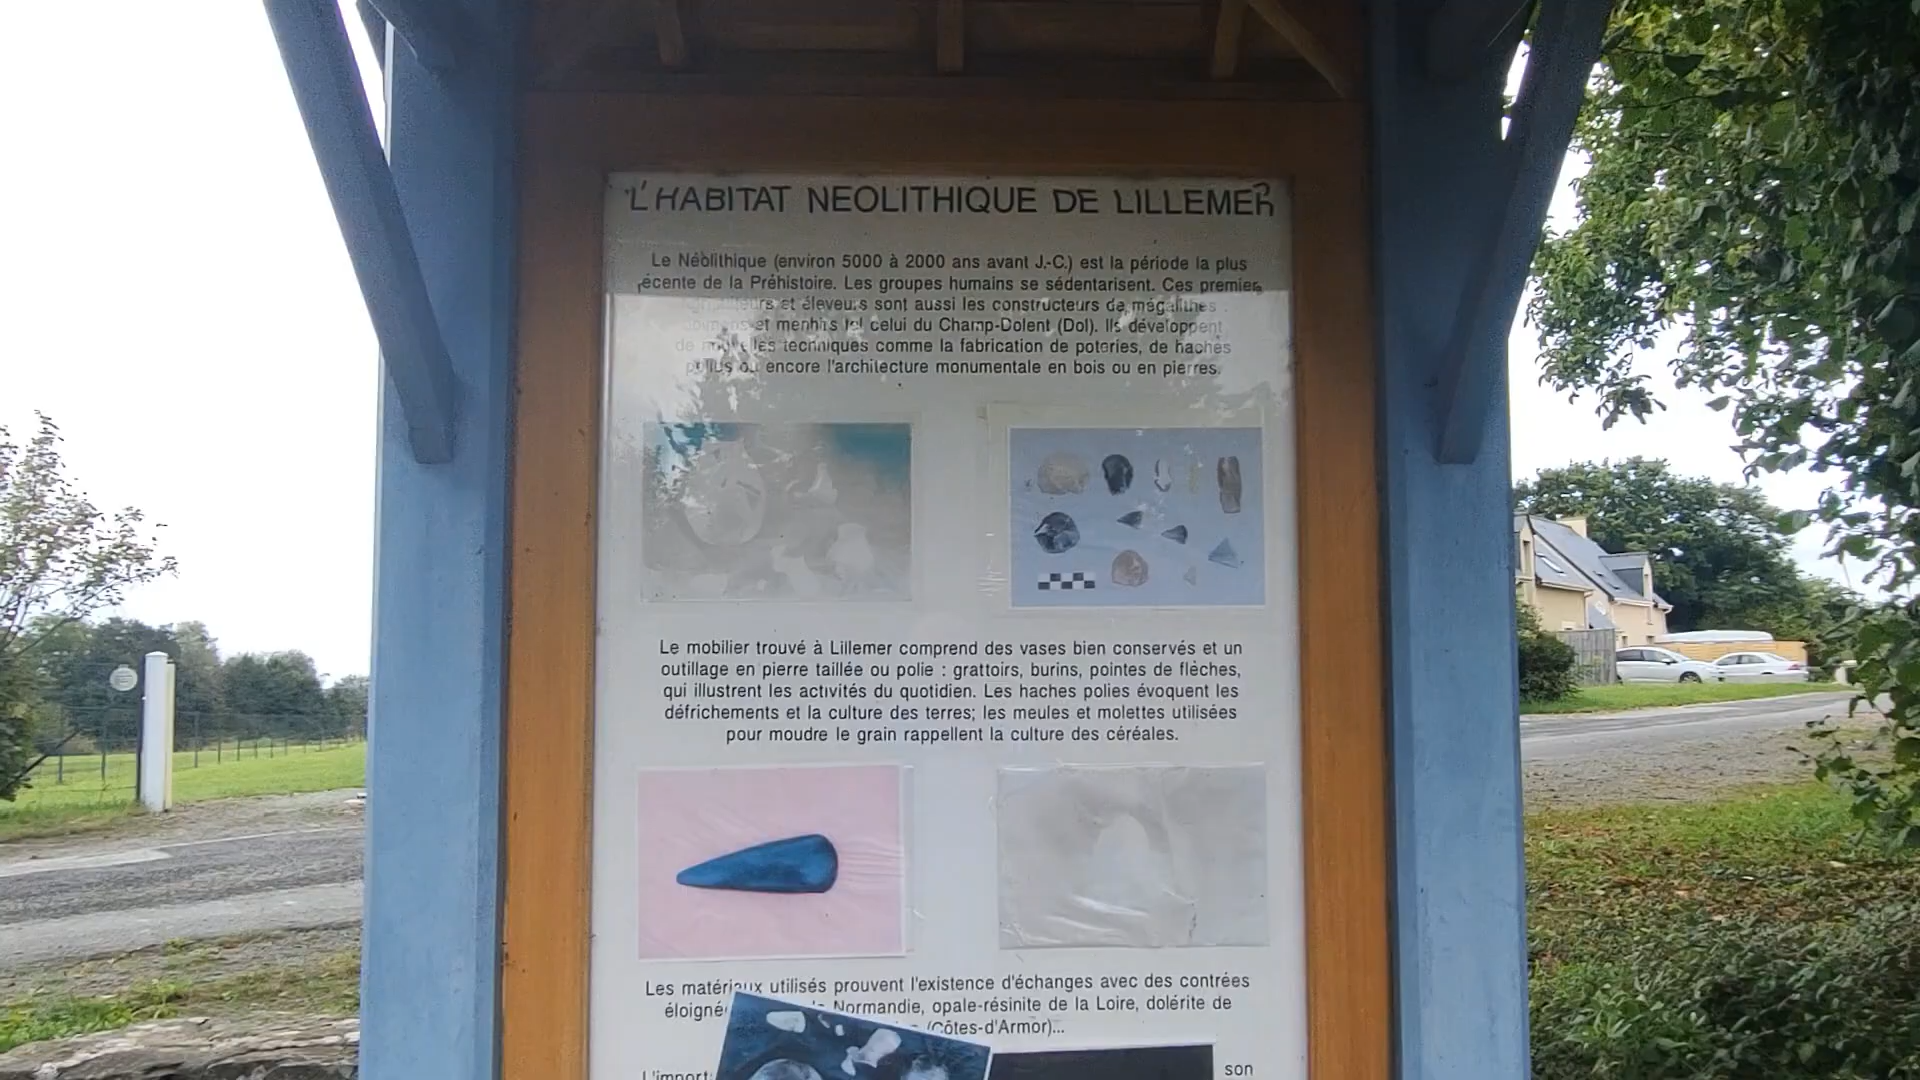 L'HABITAT NEOLITHIQUE DE LILLEMER
Le Néolithique (environ 5000 à 2000 ans avant J.-C.) est la période la plus
récente de la Préhistoire. Les groupes humains se sédentarisent. Ces premiers
et éleveurs sont aussi les constructeurs de mégalithes :
et menhirs tel celui du Champ-Dolent (Dol). Ils développent
de nouvelles techniques comme la fabrication de poteries, de haches
polies ou encore l'architecture monumentale en bois ou en pierres.
Le mobilier trouvé à Lillemer comprend des vases bien conservés et un
outillage en pierre taillée ou polie : grattoirs, burins, pointes de flèches,
qui illustrent les activités du quotidien. Les haches polies évoquent les
défrichements et la culture des terres; les meules et molettes utilisées
pour moudre le grain rappellent la culture des céréales.
Les matériaux utilisés prouvent l'existence d'échanges avec des contrées
Normandie, opale-résinite de la Loire, dolérite de
(Côtes-d'Armor)...
son